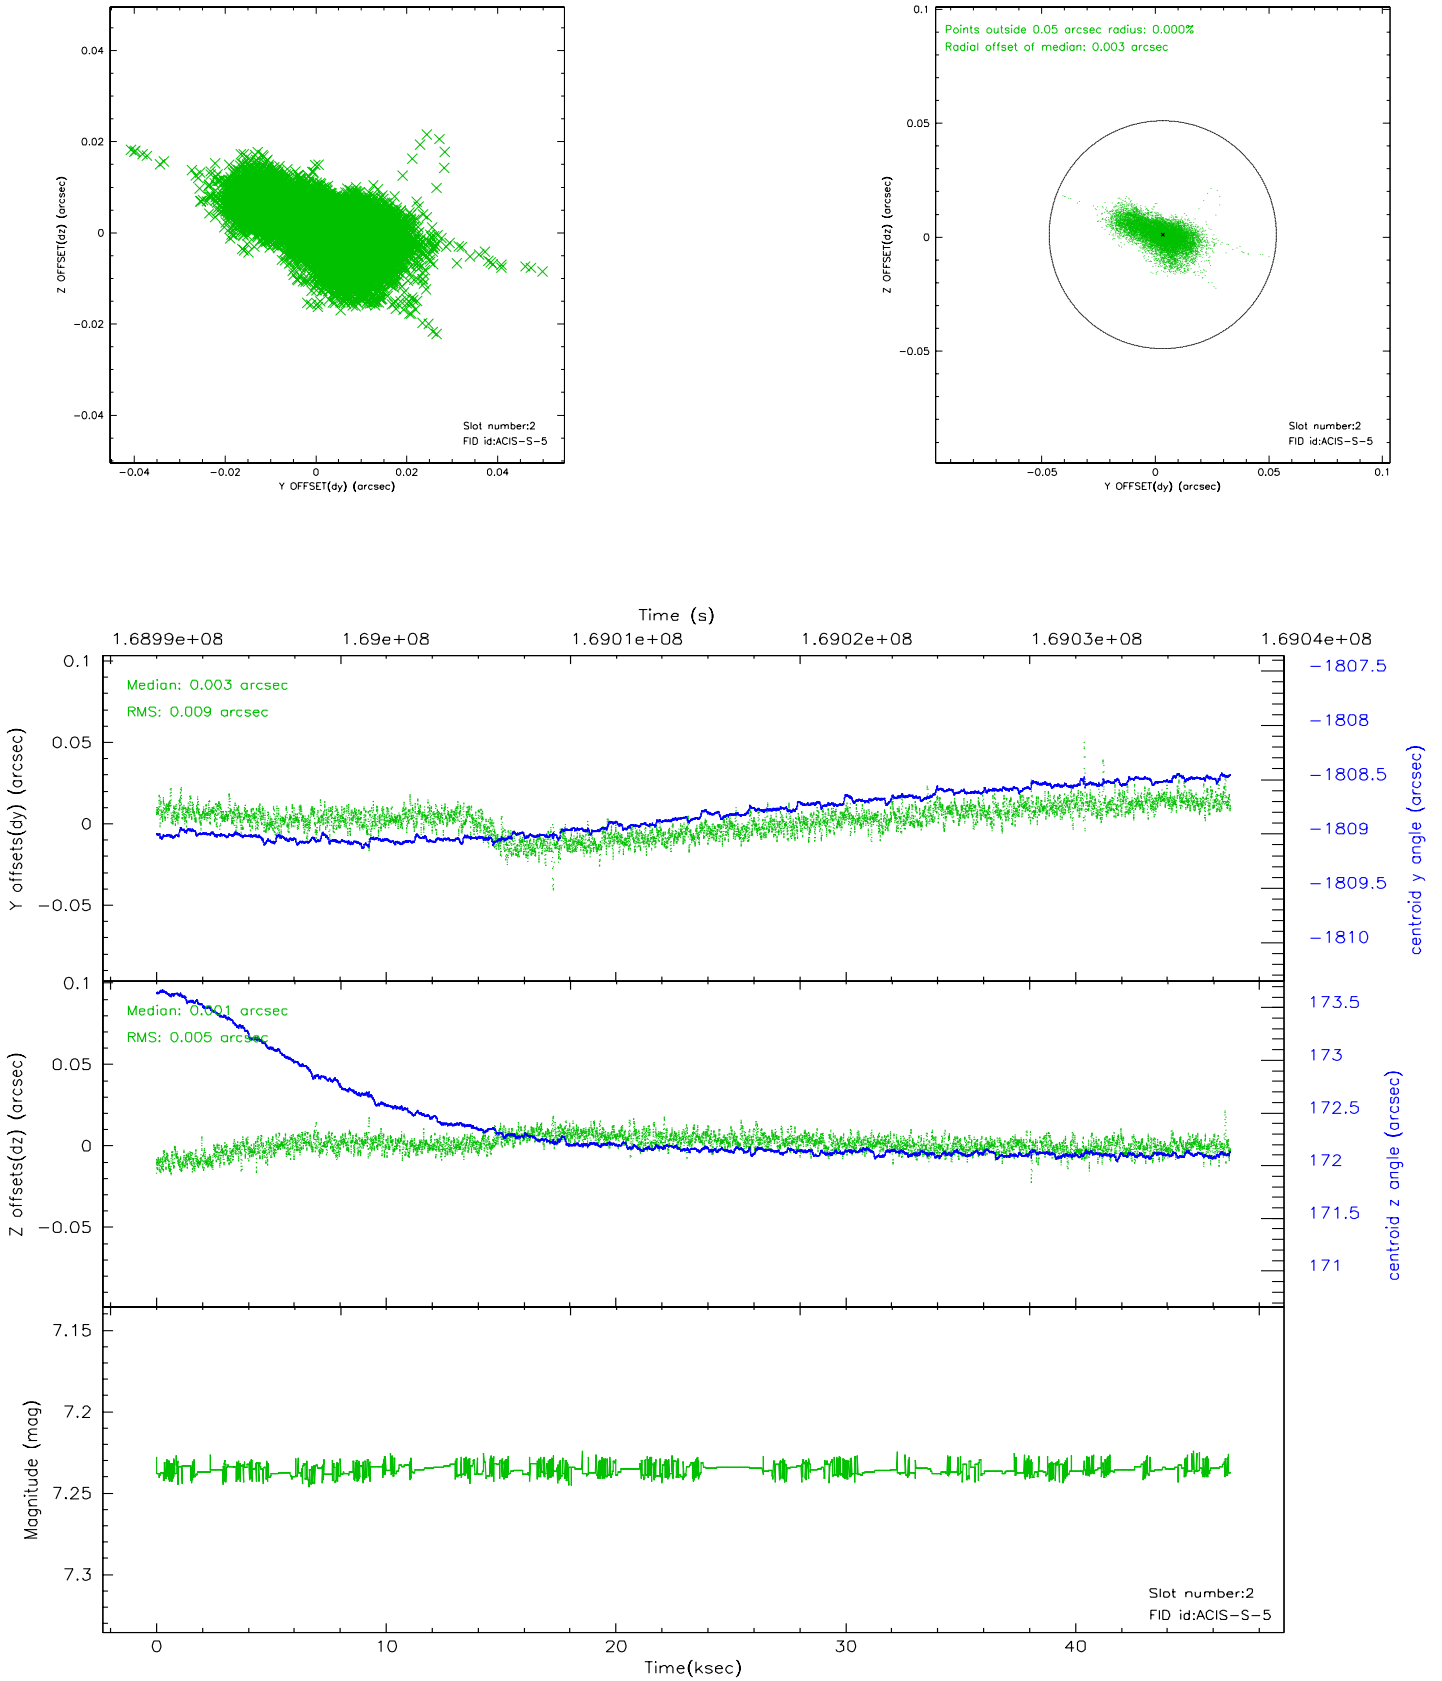 0.04
0.02
0
−0.02
−0.04
Z OFFSET(dz) (arcsec)
Slot number:2
FID id:ACIS−S−5
−0.04 −0.02 0 0.02 0.04
Y OFFSET(dy) (arcsec)
0.1
Points outside 0.05 arcsec radius: 0.000%
Radial offset of median: 0.003 arcsec
0.05
0
−0.05
Z OFFSET(dz) (arcsec)
Slot number:2
FID id:ACIS−S−5
−0.05 0 0.05 0.1
Y OFFSET(dy) (arcsec)
Time (s)
1.6899e+08 1.69e+08 1.6901e+08 1.6902e+08 1.6903e+08 1.6904e+08
0.1
0.05
0
−0.05
Y offsets(dy) (arcsec)
Median: 0.003 arcsec
RMS: 0.009 arcsec
−1807.5
−1808
−1808.5
−1809
−1809.5
−1810
centroid y angle (arcsec)
0.1
0.05
0
−0.05
Z offsets(dz) (arcsec)
Median: 0.001 arcsec
RMS: 0.005 arcsec
173.5
173
172.5
172
171.5
171
centroid z angle (arcsec)
7.15
7.2
7.25
7.3
Magnitude (mag)
Slot number:2
FID id:ACIS−S−5
0 10 20 30 40
Time(ksec)